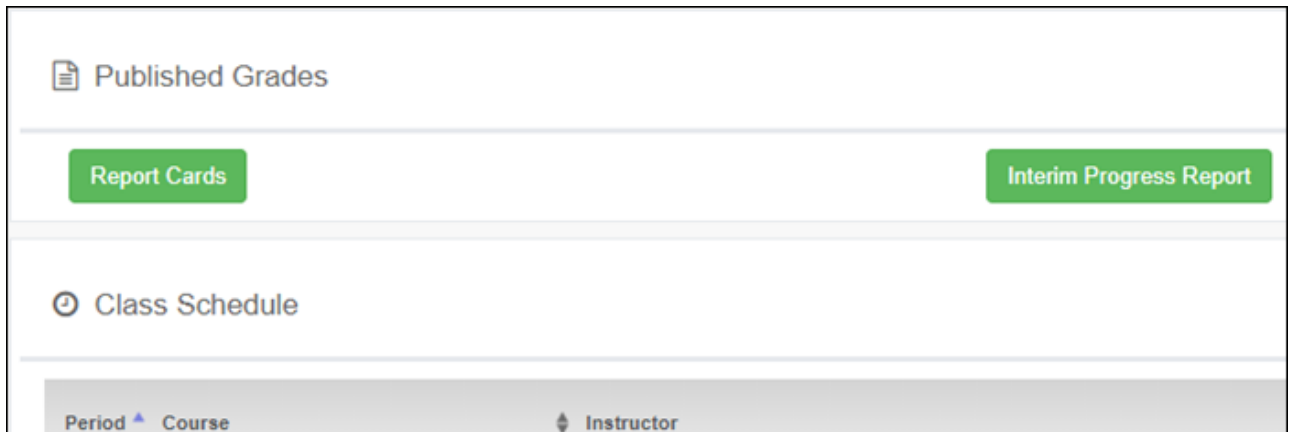 Published Grades
Report Cards Interim Progress Report
Class Schedule
Period Course Instructor